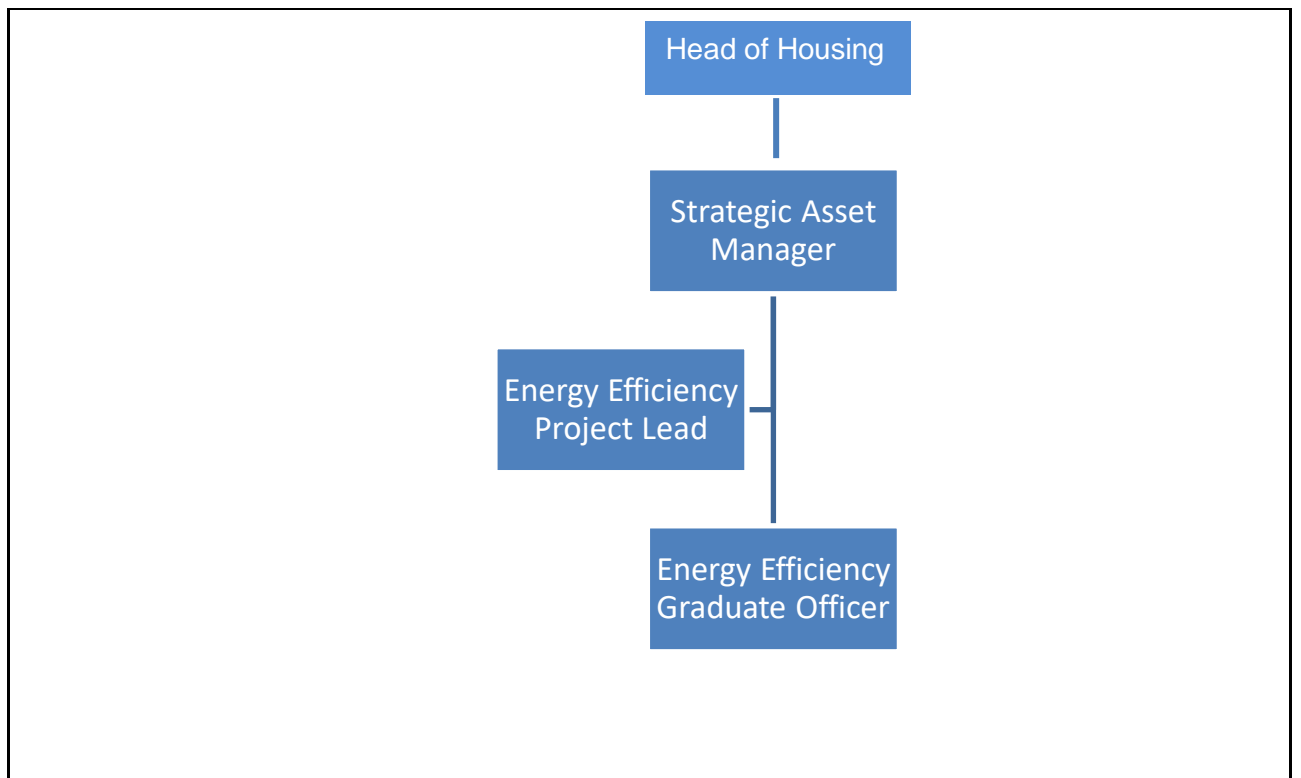 Head of Housing
Strategic Asset
Manager
Energy Efficiency
Project Lead
Energy Efficiency
Graduate Officer